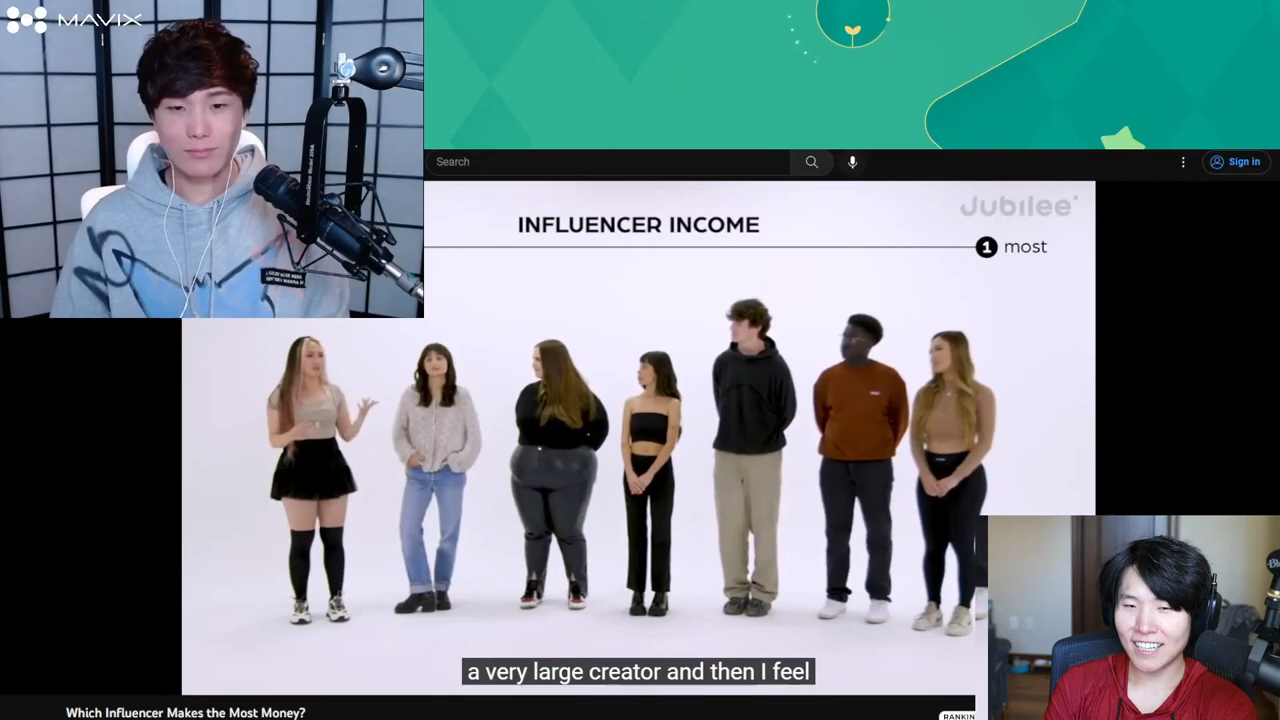 MAVIX
Search
Sign in
Jubilee
INFLUENCER INCOME
1 most
a very large creator and then I feel
Which Influencer Makes the Most Money?
RANKIN